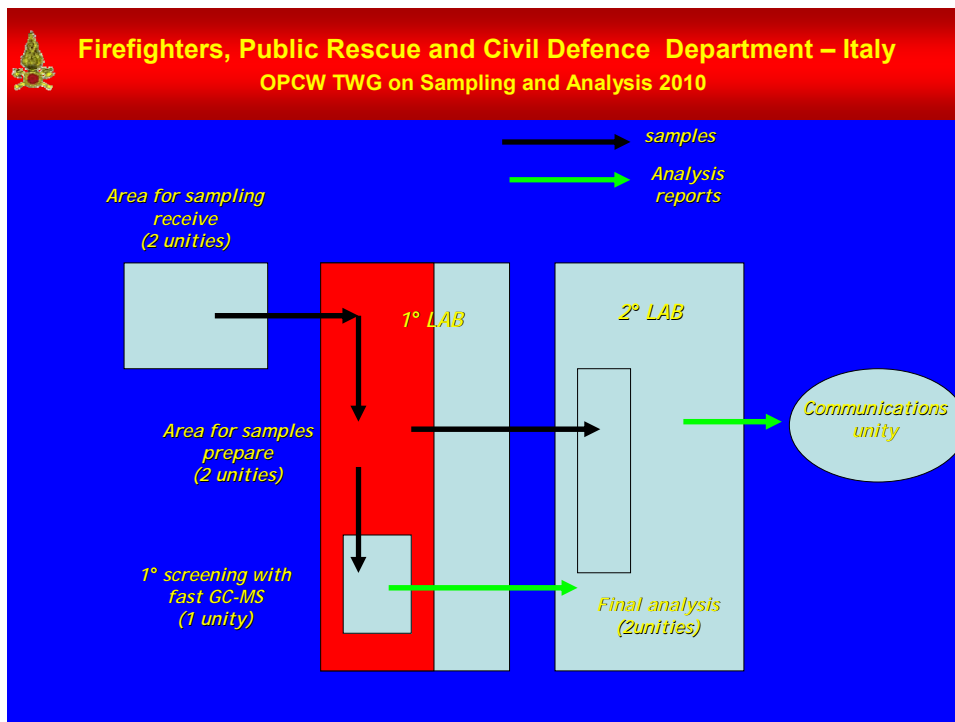 Firefighters, Public Rescue and Civil Defence Department – Italy
OPCW TWG on Sampling and Analysis 2010
samples
Analysis
reports
Area for sampling
receive
(2 unities)
1° LAB
2° LAB
Communications
unity
Area for samples
prepare
(2 unities)
1° screening with
fast GC-MS
(1 unity)
Final analysis
(2unities)